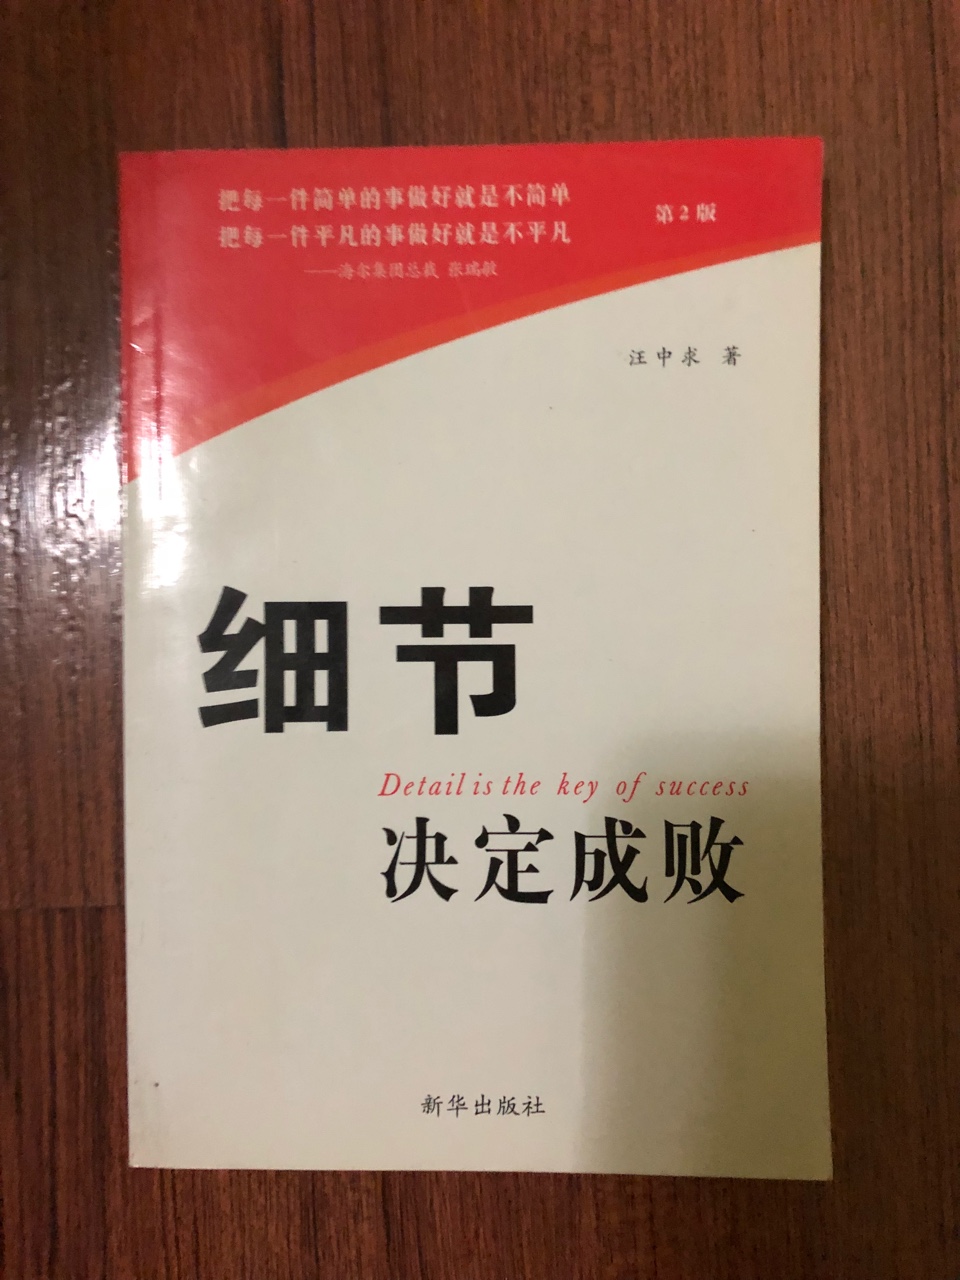 把每一件简单的事做好就是不简单
把每一件平凡的事做好就是不平凡
——海尔集团总裁 张瑞敏
第2版
汪中求 著
细节
Detail is the key of success
决定成败
新华出版社